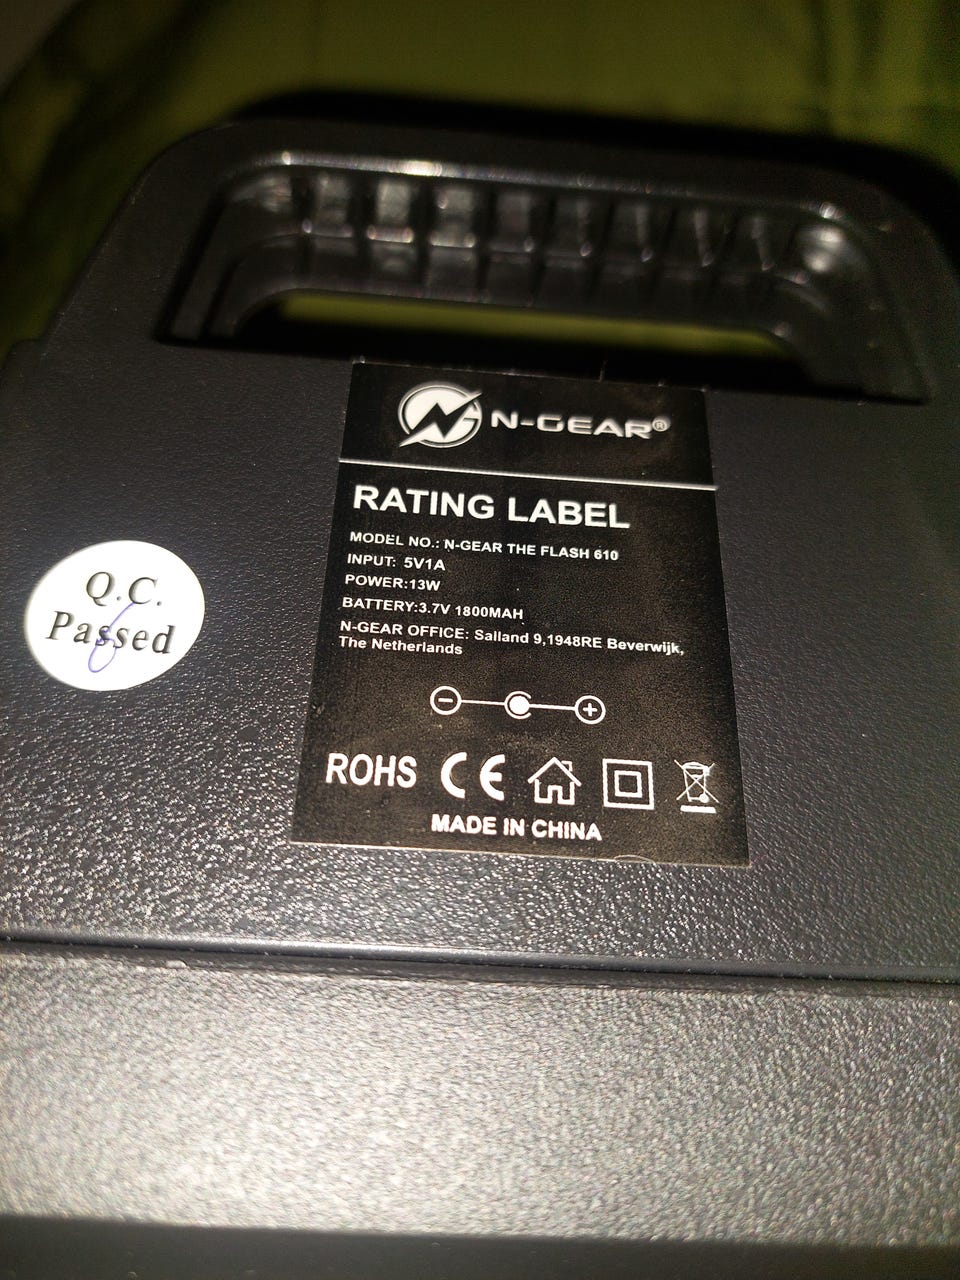 N-GEAR®
RATING LABEL
MODEL NO.: N-GEAR THE FLASH 610
INPUT: 5V1A
POWER:13W
BATTERY:3.7V 1800MAH
N-GEAR OFFICE: Salland 9,1948RE Beverwijk,
The Netherlands
ROHS CE
MADE IN CHINA
Q.C.
Passed